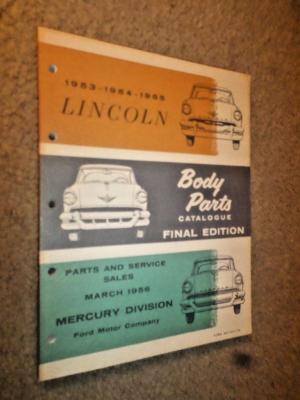 1953-1954-1955
LINCOLN
Body
Parts
CATALOGUE
FINAL EDITION
PARTS AND SERVICE
SALES
MARCH 1956
MERCURY DIVISION
Ford Motor Company